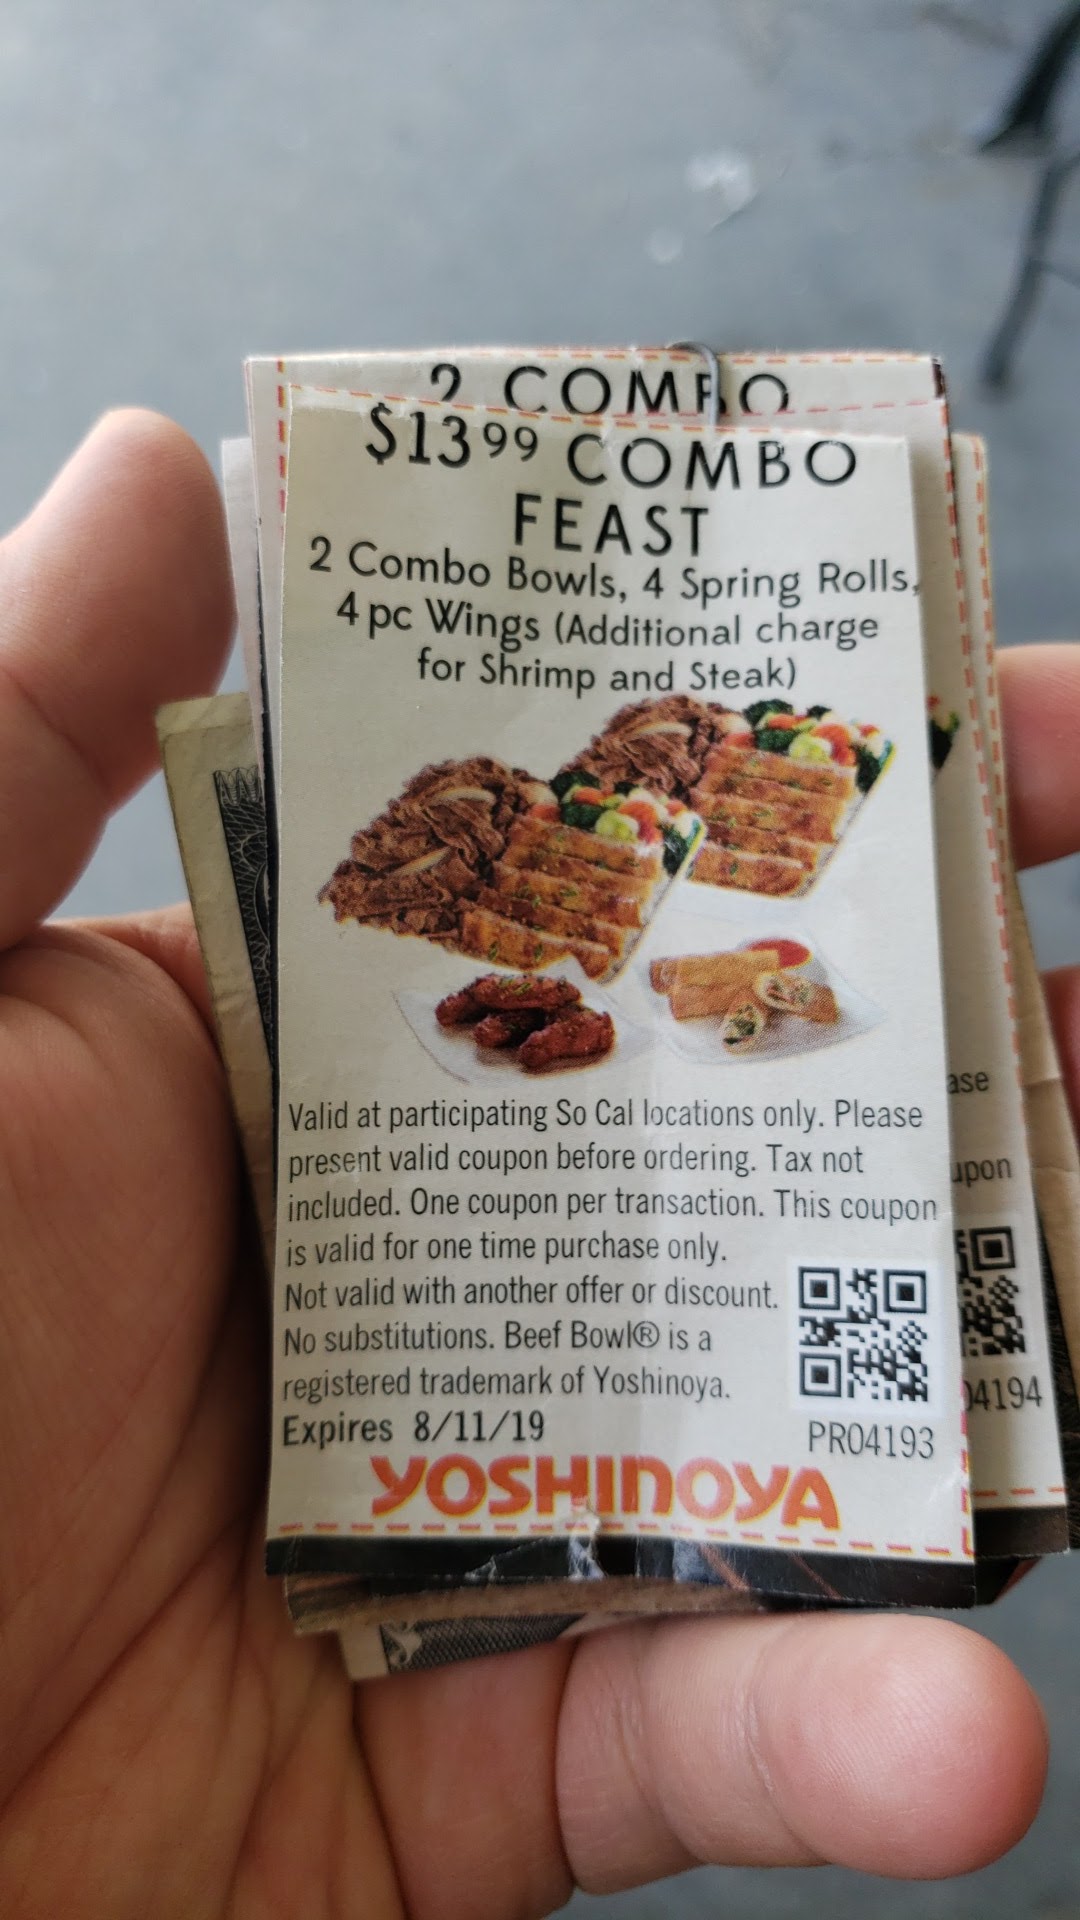 2 COMBO
$13.99 COMBO
FEAST
2 Combo Bowls, 4 Spring Rolls,
4 pc Wings (Additional charge
for Shrimp and Steak)
Valid at participating So Cal locations only. Please
present valid coupon before ordering. Tax not
included. One coupon per transaction. This coupon
is valid for one time purchase only.
Not valid with another offer or discount.
No substitutions. Beef Bowl® is a
registered trademark of Yoshinoya.
Expires 8/11/19
PR04193
YOSHINOYA
ase
upon
04194